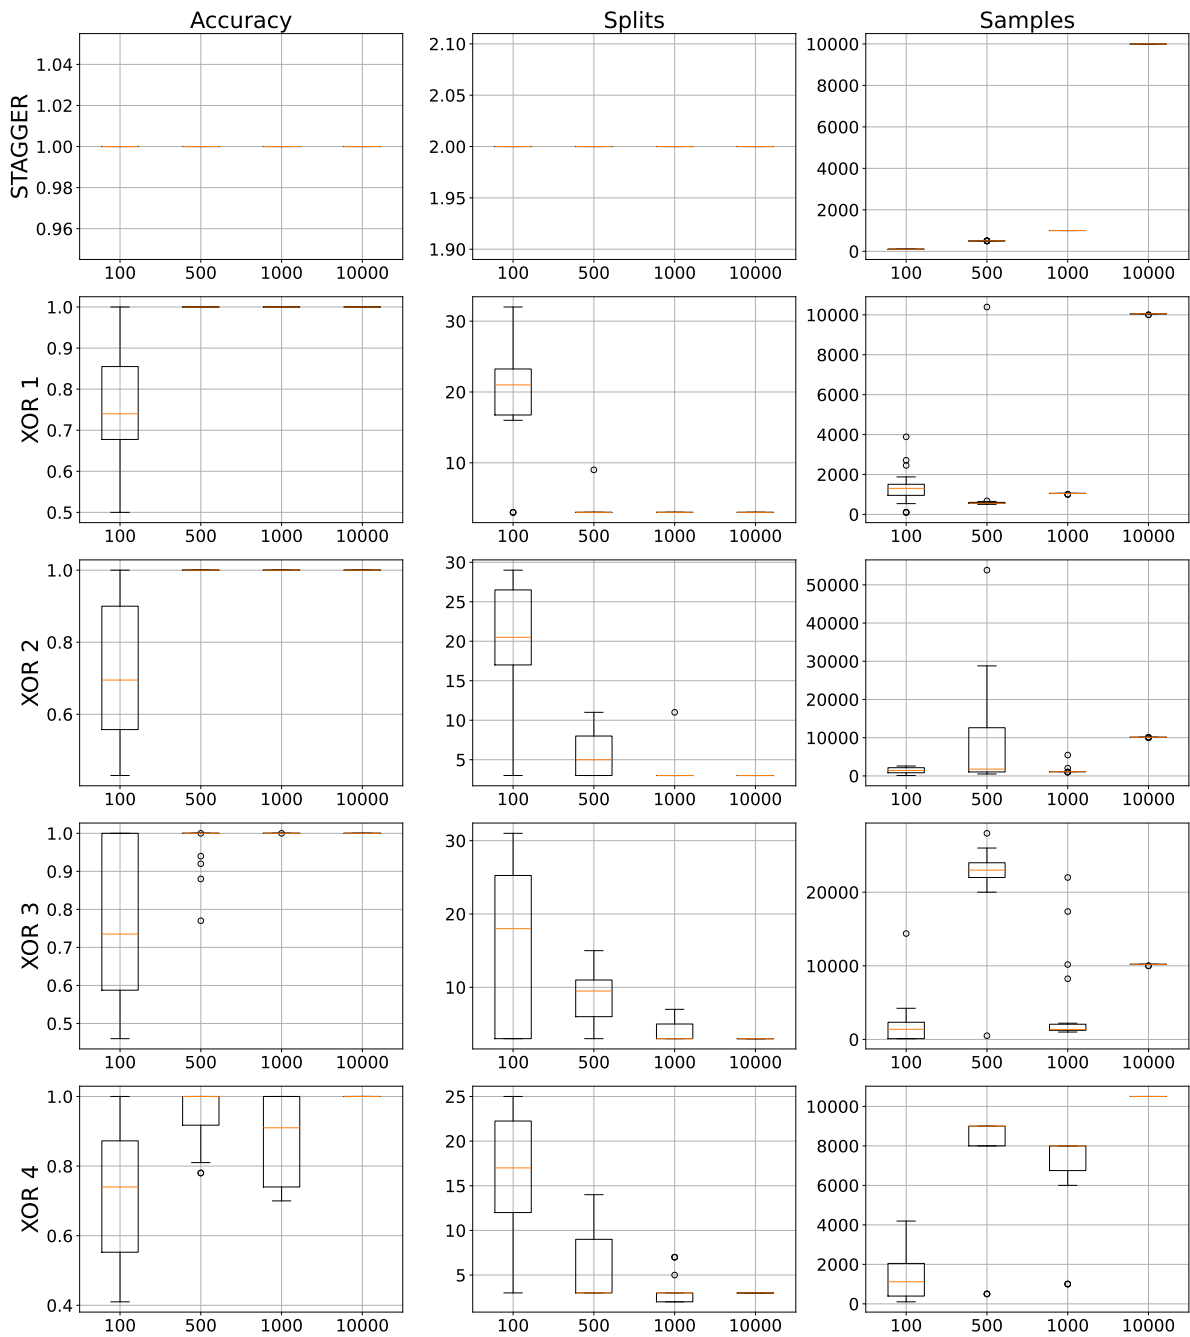 Accuracy Splits Samples
STAGGER
1.04 1.02 1.00 0.98 0.96
100 500 1000 10000
2.10 2.05 2.00 1.95 1.90
100 500 1000 10000
10000 8000 6000 4000 2000 0
100 500 1000 10000
XOR 1
1.0 0.9 0.8 0.7 0.6 0.5
100 500 1000 10000
30 20 10
100 500 1000 10000
10000 8000 6000 4000 2000 0
100 500 1000 10000
XOR 2
1.0 0.8 0.6
100 500 1000 10000
30 25 20 15 10 5
100 500 1000 10000
50000 40000 30000 20000 10000 0
100 500 1000 10000
XOR 3
1.0 0.9 0.8 0.7 0.6 0.5
100 500 1000 10000
30 20 10
100 500 1000 10000
20000 10000 0
100 500 1000 10000
XOR 4
1.0 0.8 0.6 0.4
100 500 1000 10000
25 20 15 10 5
100 500 1000 10000
10000 8000 6000 4000 2000 0
100 500 1000 10000